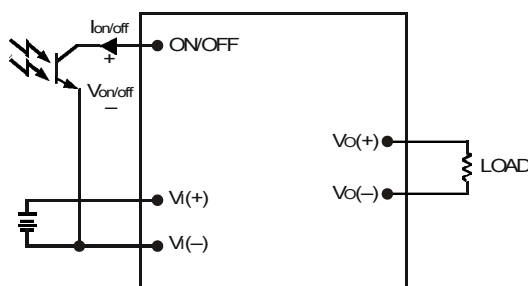 Ion/off
ON/OFF
+
Von/off
–
VO(+)
LOAD
VO(–)
Vi(+)
Vi(–)